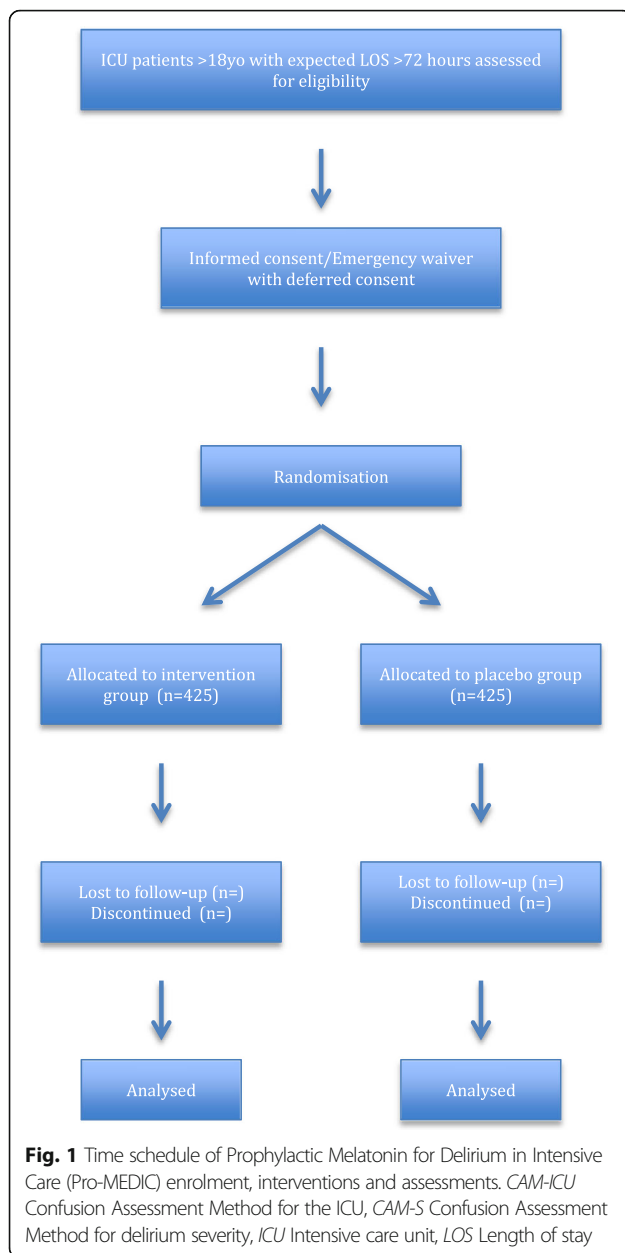 ICU patients >18yo with expected LOS >72 hours assessed
for eligibility
Informed consent/Emergency waiver
with deferred consent
Randomisation
Allocated to intervention
group (n=425)
Allocated to placebo group
(n=425)
Lost to follow-up (n=)
Discontinued (n=)
Lost to follow-up (n=)
Discontinued (n=)
Analysed
Analysed
Fig. 1 Time schedule of Prophylactic Melatonin for Delirium in Intensive
Care (Pro-MEDIC) enrolment, interventions and assessments. CAM-ICU
Confusion Assessment Method for the ICU, CAM-S Confusion Assessment
Method for delirium severity, ICU Intensive care unit, LOS Length of stay